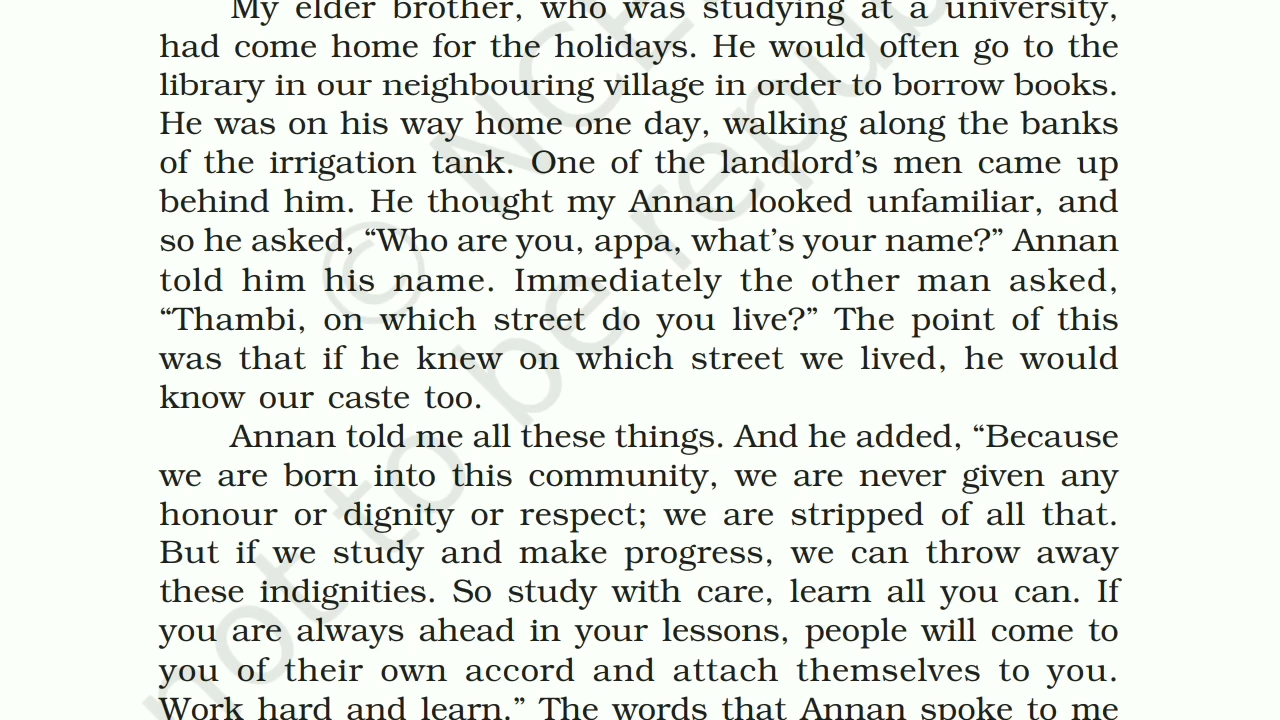 My elder brother, who was studying at a university,
had come home for the holidays. He would often go to the
library in our neighbouring village in order to borrow books.
He was on his way home one day, walking along the banks
of the irrigation tank. One of the landlord’s men came up
behind him. He thought my Annan looked unfamiliar, and
so he asked, “Who are you, appa, what’s your name?” Annan
told him his name. Immediately the other man asked,
“Thambi, on which street do you live?” The point of this
was that if he knew on which street we lived, he would
know our caste too.
Annan told me all these things. And he added, “Because
we are born into this community, we are never given any
honour or dignity or respect; we are stripped of all that.
But if we study and make progress, we can throw away
these indignities. So study with care, learn all you can. If
you are always ahead in your lessons, people will come to
you of their own accord and attach themselves to you.
Work hard and learn.” The words that Annan spoke to me
© NCE
not to be repub